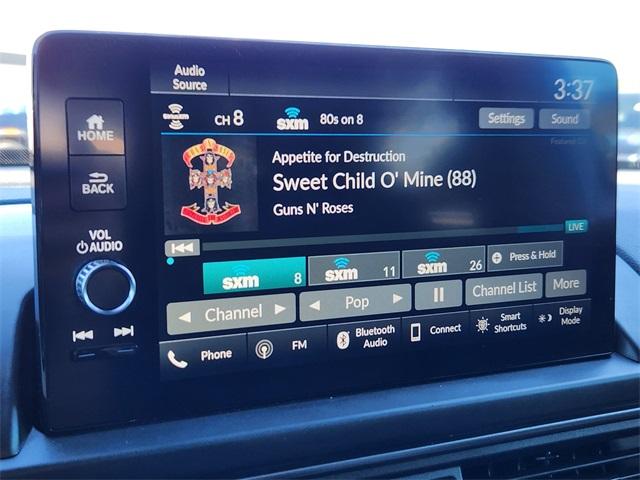 Audio
Source
3:37
SiriusXM
CH 8
sxm
80s on 8
Settings
Sound
HOME
BACK
VOL
AUDIO
Appetite for Destruction
Sweet Child O' Mine (88)
Guns N' Roses
LIVE
sxm 8
sxm 11
sxm 26
Press & Hold
Channel
Pop
Channel List
More
Phone
FM
Bluetooth
Audio
Connect
Smart
Shortcuts
Display
Mode